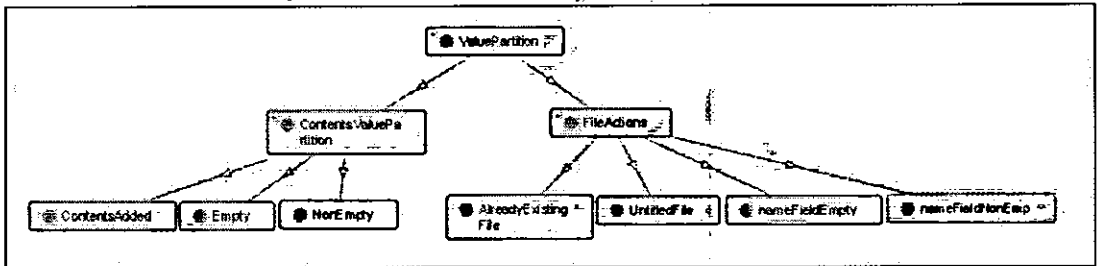 ValuePartition
ContentsValuePa
rtition
FileActions
ContentsAdded
Empty
NonEmpty
AlreadyExisting
File
UntitledFile
nameFieldEmpty
nameFieldNonEmp